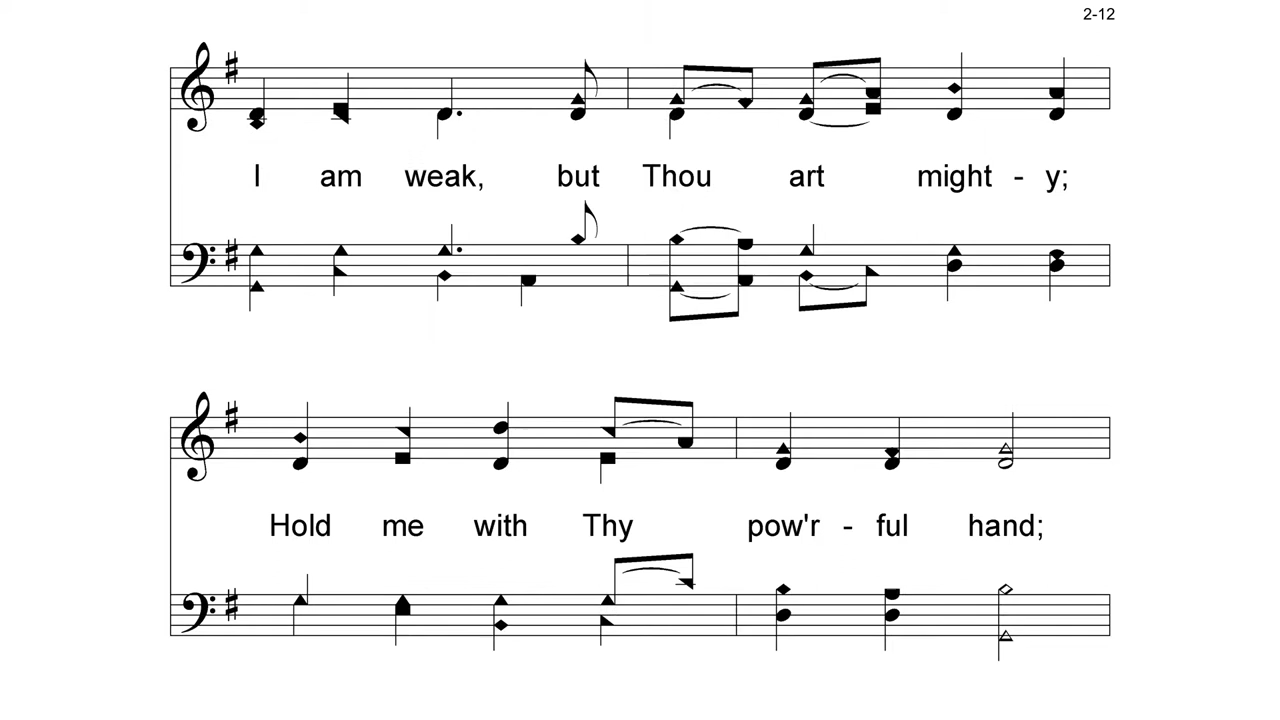 2-12
I am weak, but Thou art might - y;
Hold me with Thy pow'r - ful hand;